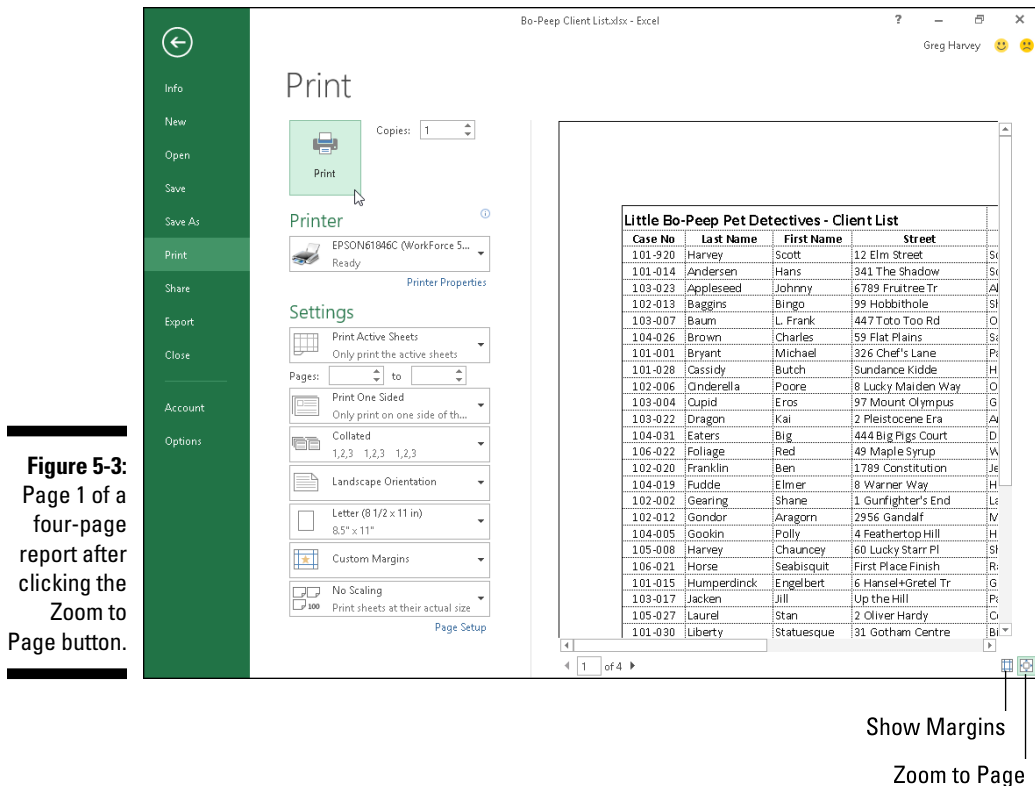 Bo-Peep Client List.xlsx - Excel
?
Greg Harvey
Info
New
Open
Save
Save As
Print
Share
Export
Close
Account
Options
Print
Print
Copies: 1
Printer
EPSON61846C (WorkForce 5...
Ready
Printer Properties
Settings
Print Active Sheets
Only print the active sheets
Pages: to
Print One Sided
Only print on one side of th...
Collated
1,2,3 1,2,3 1,2,3
Landscape Orientation
Letter (8 1/2 x 11 in)
8.5" x 11"
Custom Margins
No Scaling
100 Print sheets at their actual size
Page Setup
Little Bo-Peep Pet Detectives - Client List
Case No Last Name First Name Street
101-920 Harvey Scott 12 Elm Street
101-014 Andersen Hans 341 The Shadow
103-023 Appleseed Johnny 6789 Fruitree Tr
102-013 Baggins Bingo 99 Hobbithole
103-007 Baum L. Frank 447 Toto Too Rd
104-026 Brown Charles 59 Flat Plains
101-001 Bryant Michael 326 Chef's Lane
101-028 Cassidy Butch Sundance Kidde
102-006 Cinderella Poore 8 Lucky Maiden Way
103-004 Cupid Eros 97 Mount Olympus
103-022 Dragon Kai 2 Pleistocene Era
104-031 Eaters Big 444 Big Pigs Court
106-022 Foliage Red 49 Maple Syrup
102-020 Franklin Ben 1789 Constitution
104-019 Fudde Elmer 8 Warner Way
102-002 Gearing Shane 1 Gunfighter's End
102-012 Gondor Aragorn 2956 Gandalf
104-005 Gookin Polly 4 Feathertop Hill
105-008 Harvey Chauncey 60 Lucky Starr Pl
106-021 Horse Seabisquit First Place Finish
101-015 Humperdinck Engelbert 6 Hansel+Gretel Tr
103-017 Jacken Jill Up the Hill
105-027 Laurel Stan 2 Oliver Hardy
101-030 Liberty Statuesque 31 Gotham Centre
1 of 4
Show Margins
Zoom to Page
Figure 5-3:
Page 1 of a
four-page
report after
clicking the
Zoom to
Page button.